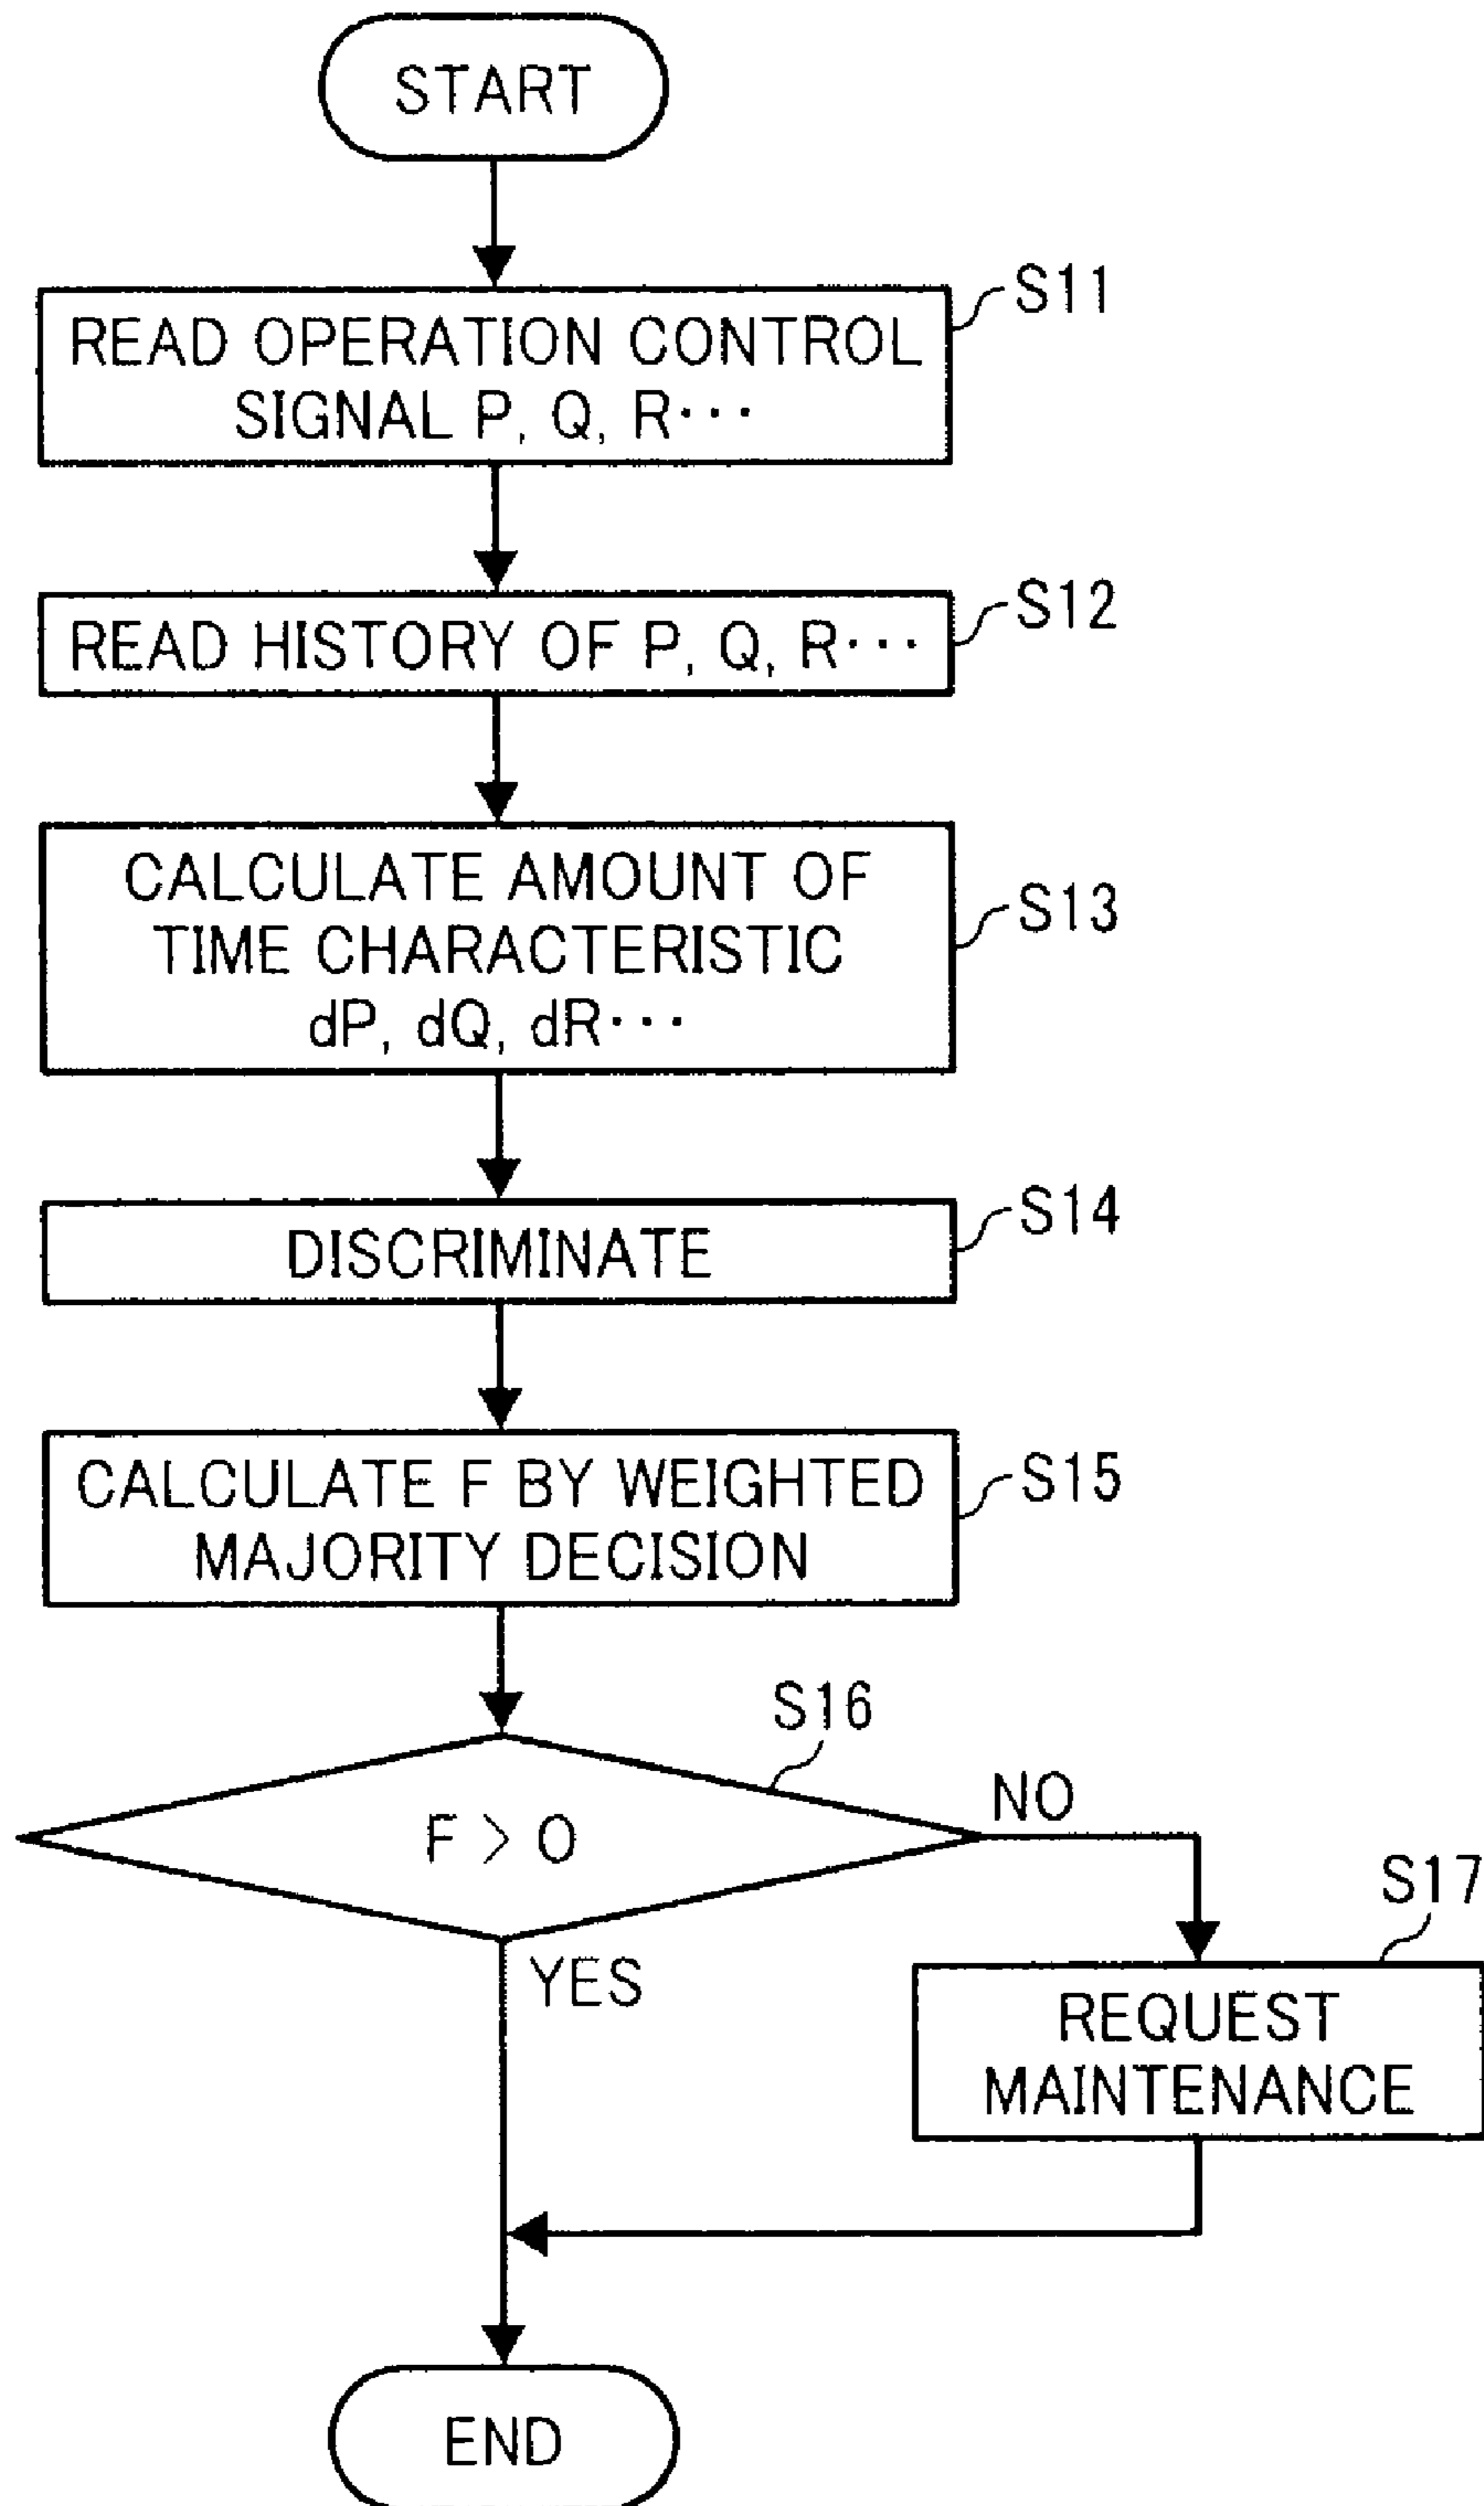 START
S11
READ OPERATION CONTROL
SIGNAL P, Q, R···
S12
READ HISTORY OF P, Q, R···
CALCULATE AMOUNT OF
S13
TIME CHARACTERISTIC
dP, dQ, dR···
S14
DISCRIMINATE
CALCULATE F BY WEIGHTED
S15
MAJORITY DECISION
S16
NO
F > 0
S17
YES
REQUEST
MAINTENANCE
END